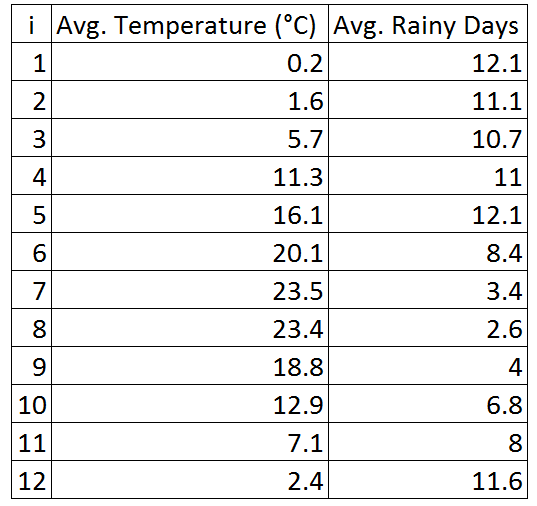 i Avg. Temperature (°C) Avg. Rainy Days
1 0.2 12.1
2 1.6 11.1
3 5.7 10.7
4 11.3 11
5 16.1 12.1
6 20.1 8.4
7 23.5 3.4
8 23.4 2.6
9 18.8 4
10 12.9 6.8
11 7.1 8
12 2.4 11.6